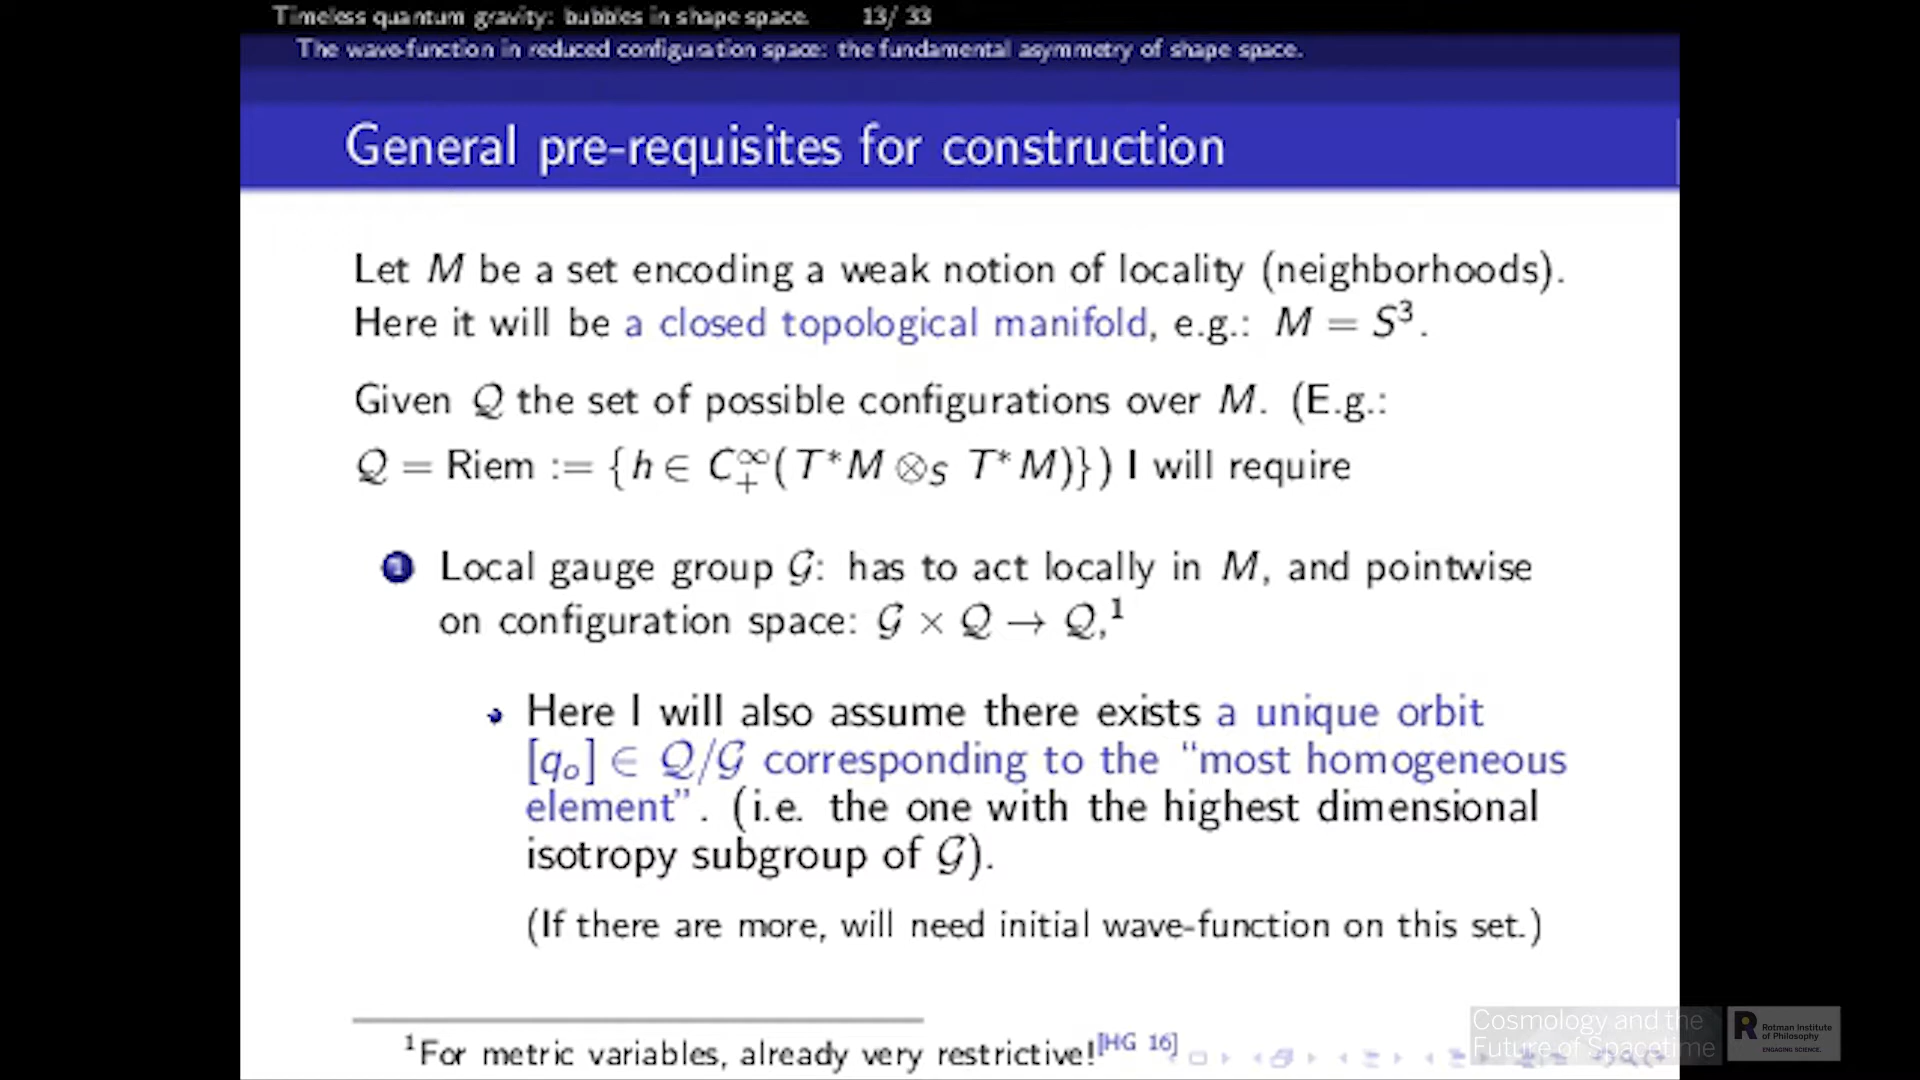 Timeless quantum gravity: bubbles in shape space. 13/ 33
The wave-function in reduced configuration space: the fundamental asymmetry of shape space.
General pre-requisites for construction
Let M be a set encoding a weak notion of locality (neighborhoods).
Here it will be a closed topological manifold, e.g.: M = S³.
Given 𝒬 the set of possible configurations over M. (E.g.:
𝒬 = Riem := {h ∈ C₊^∞(T*M ⊗_S T*M)}) I will require
1 Local gauge group 𝒢: has to act locally in M, and pointwise
on configuration space: 𝒢 × 𝒬 → 𝒬,¹
Here I will also assume there exists a unique orbit
[qₒ] ∈ 𝒬/𝒢 corresponding to the “most homogeneous
element”. (i.e. the one with the highest dimensional
isotropy subgroup of 𝒢).
(If there are more, will need initial wave-function on this set.)
¹For metric variables, already very restrictive![HG 16]
Cosmology and the
Future of Spacetime
R Rotman Institute
of Philosophy
ENGAGING SCIENCE.